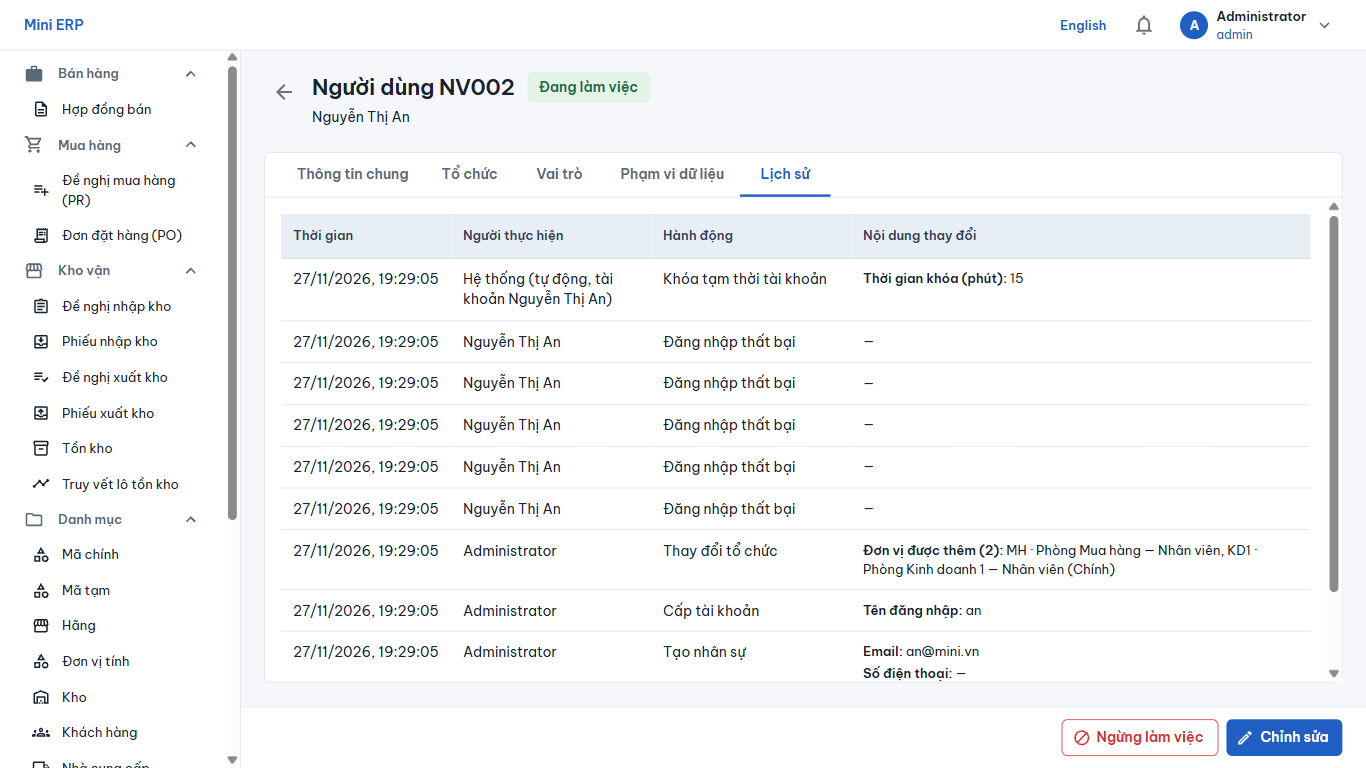 Mini ERP
English
A
Administrator
admin
Bán hàng
Hợp đồng bán
Mua hàng
Đề nghị mua hàng
(PR)
Đơn đặt hàng (PO)
Kho vận
Đề nghị nhập kho
Phiếu nhập kho
Đề nghị xuất kho
Phiếu xuất kho
Tồn kho
Truy vết lô tồn kho
Danh mục
Mã chính
Mã tạm
Hãng
Đơn vị tính
Kho
Khách hàng
Nhà cung cấp
Người dùng NV002
Đang làm việc
Nguyễn Thị An
Thông tin chung Tổ chức Vai trò Phạm vi dữ liệu Lịch sử
Thời gian Người thực hiện Hành động Nội dung thay đổi
27/11/2026, 19:29:05 Hệ thống (tự động, tài Khóa tạm thời tài khoản Thời gian khóa (phút): 15
khoản Nguyễn Thị An)
27/11/2026, 19:29:05 Nguyễn Thị An Đăng nhập thất bại —
27/11/2026, 19:29:05 Nguyễn Thị An Đăng nhập thất bại —
27/11/2026, 19:29:05 Nguyễn Thị An Đăng nhập thất bại —
27/11/2026, 19:29:05 Nguyễn Thị An Đăng nhập thất bại —
27/11/2026, 19:29:05 Nguyễn Thị An Đăng nhập thất bại —
27/11/2026, 19:29:05 Administrator Thay đổi tổ chức Đơn vị được thêm (2): MH · Phòng Mua hàng — Nhân viên, KD1 ·
Phòng Kinh doanh 1 — Nhân viên (Chính)
27/11/2026, 19:29:05 Administrator Cấp tài khoản Tên đăng nhập: an
27/11/2026, 19:29:05 Administrator Tạo nhân sự Email: an@mini.vn
Số điện thoại: —
Ngừng làm việc
Chỉnh sửa